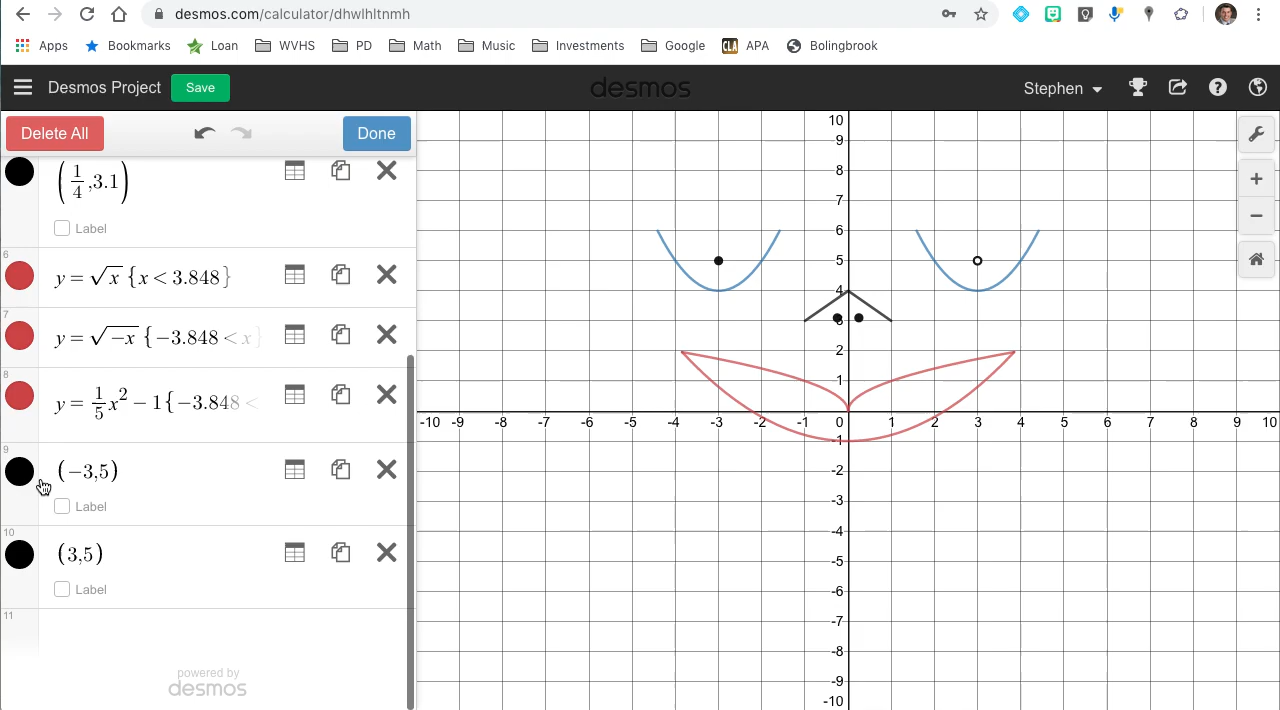 desmos.com/calculator/dhwlhltnmh
Apps Bookmarks Loan WVHS PD Math Music Investments Google CLA APA Bolingbrook
Desmos Project Save desmos Stephen
Delete All Done
(1/4,3.1)
Label
6
y=√x {x<3.848}
7
y=√−x {−3.848<x}
8
y=1/5x²−1{−3.848<
9
(−3,5)
Label
10
(3,5)
Label
11
powered by
desmos
10
9
8
7
6
5
4
3
2
1
-10 -9 -8 -7 -6 -5 -4 -3 -2 -1 0 1 2 3 4 5 6 7 8 9 10
-1
-2
-3
-4
-5
-6
-7
-8
-9
-10